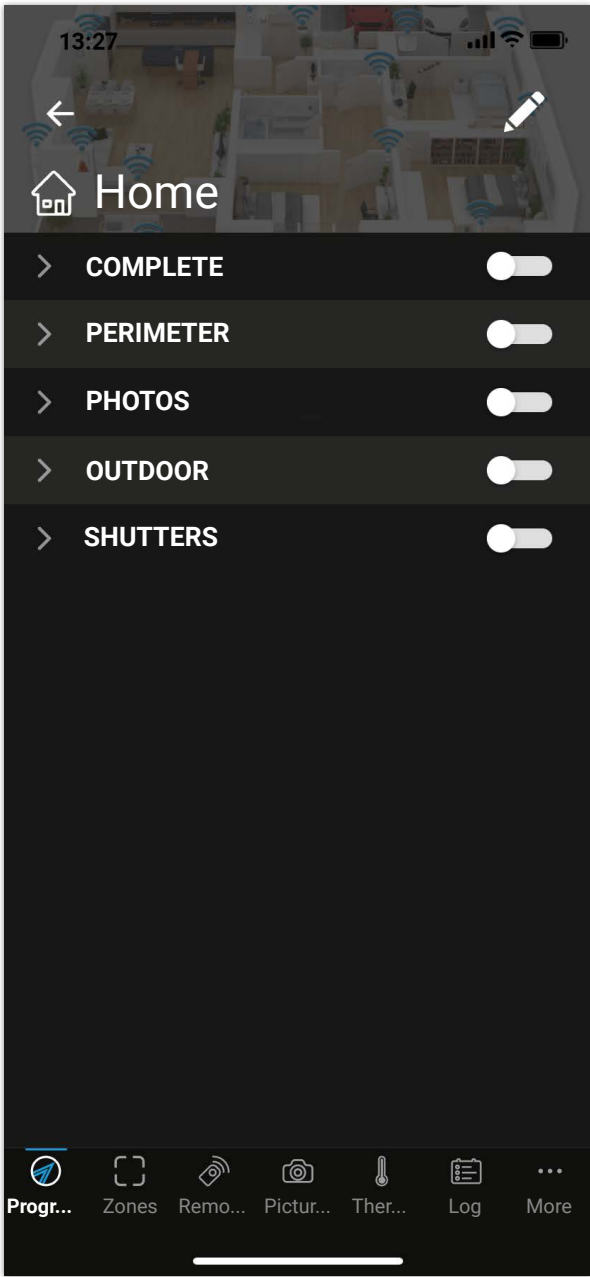 13:27
Home
COMPLETE
PERIMETER
PHOTOS
OUTDOOR
SHUTTERS
Progr... Zones Remo... Pictur... Ther... Log More